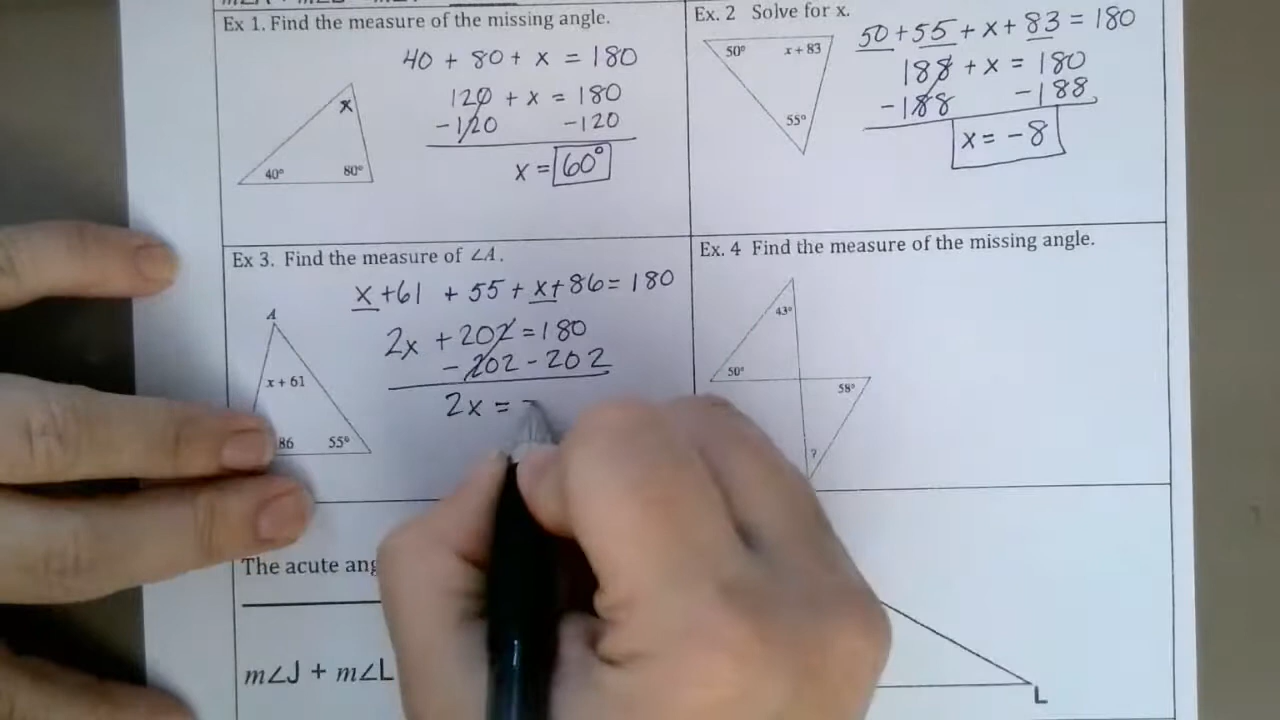 Ex 1. Find the measure of the missing angle.
40 + 80 + x = 180
120 + x = 180
-120 -120
x = 60°
x
40°
80°
Ex. 2 Solve for x.
50 + 55 + x + 83 = 180
188 + x = 180
-188 -188
x = -8
50°
x + 83
55°
Ex 3. Find the measure of ∠A.
x + 61 + 55 + x + 86 = 180
2x + 202 = 180
- 202 - 202
2x = -
A
x + 61
86
55°
Ex. 4 Find the measure of the missing angle.
43°
50°
58°
?
The acute ang
m∠J + m∠L
L